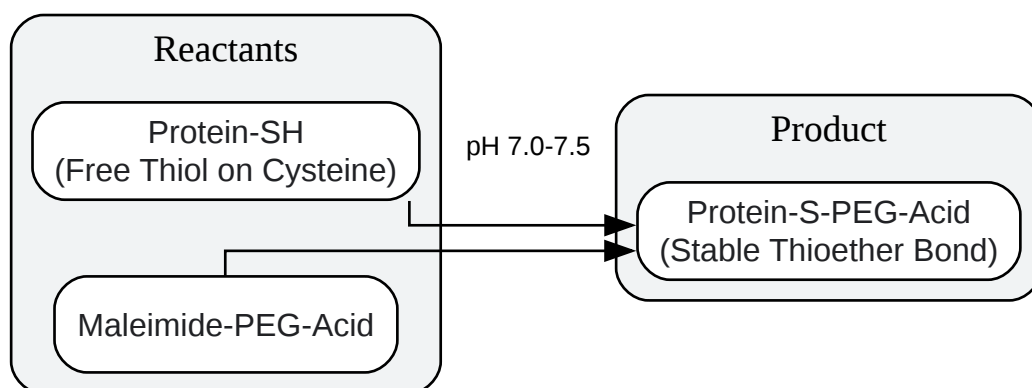 Reactants
Protein-SH
(Free Thiol on Cysteine)
Maleimide-PEG-Acid
pH 7.0-7.5
Product
Protein-S-PEG-Acid
(Stable Thioether Bond)